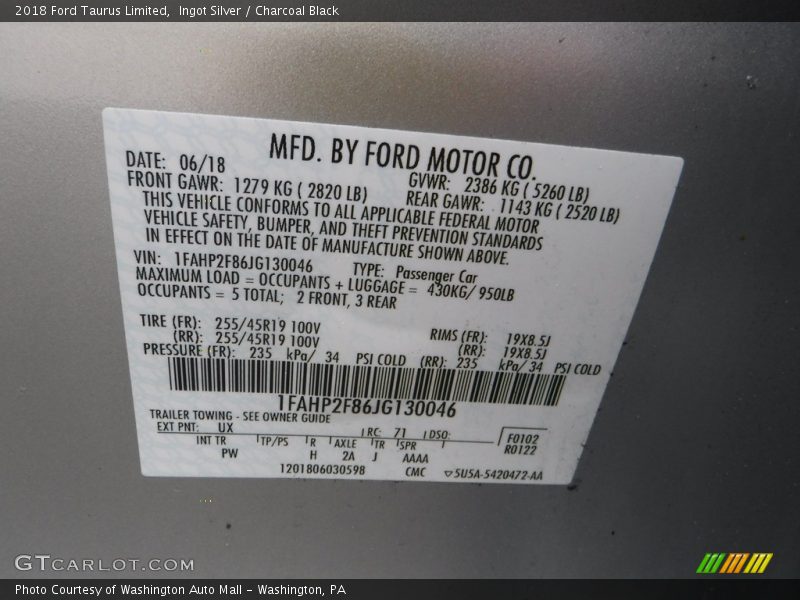 2018 Ford Taurus Limited,  Ingot Silver / Charcoal Black
MFD. BY FORD MOTOR CO.
DATE: 06/18 GVWR: 2386 KG ( 5260 LB)
FRONT GAWR: 1279 KG ( 2820 LB) REAR GAWR: 1143 KG ( 2520 LB)
THIS VEHICLE CONFORMS TO ALL APPLICABLE FEDERAL MOTOR
VEHICLE SAFETY, BUMPER, AND THEFT PREVENTION STANDARDS
IN EFFECT ON THE DATE OF MANUFACTURE SHOWN ABOVE.
VIN: 1FAHP2F86JG130046 TYPE: Passenger Car
MAXIMUM LOAD = OCCUPANTS + LUGGAGE = 430KG/ 950LB
OCCUPANTS = 5 TOTAL; 2 FRONT, 3 REAR
TIRE (FR): 255/45R19 100V RIMS (FR): 19X8.5J
(RR): 255/45R19 100V (RR): 19X8.5J
PRESSURE (FR): 235 kPa/ 34 PSI COLD (RR): 235 kPa/ 34 PSI COLD
1FAHP2F86JG130046
TRAILER TOWING - SEE OWNER GUIDE
EXT PNT: UX RC: 71 DSO: F0102
INT TR TP/PS R AXLE TR SPR R0122
PW H 2A J AAAA
1201806030598 CMC ▽5U5A-5420472-AA
GTCARLOT.COM
Photo Courtesy of Washington Auto Mall - Washington, PA